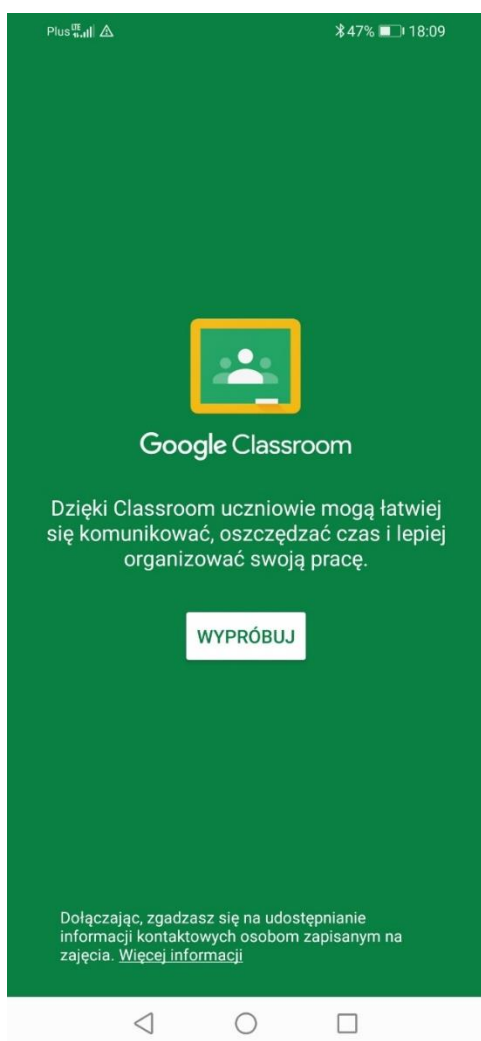 Plus LTE 47% 18:09
Google Classroom
Dzięki Classroom uczniowie mogą łatwiej
się komunikować, oszczędzać czas i lepiej
organizować swoją pracę.
WYPRÓBUJ
Dołączając, zgadzasz się na udostępnianie
informacji kontaktowych osobom zapisanym na
zajęcia. Więcej informacji